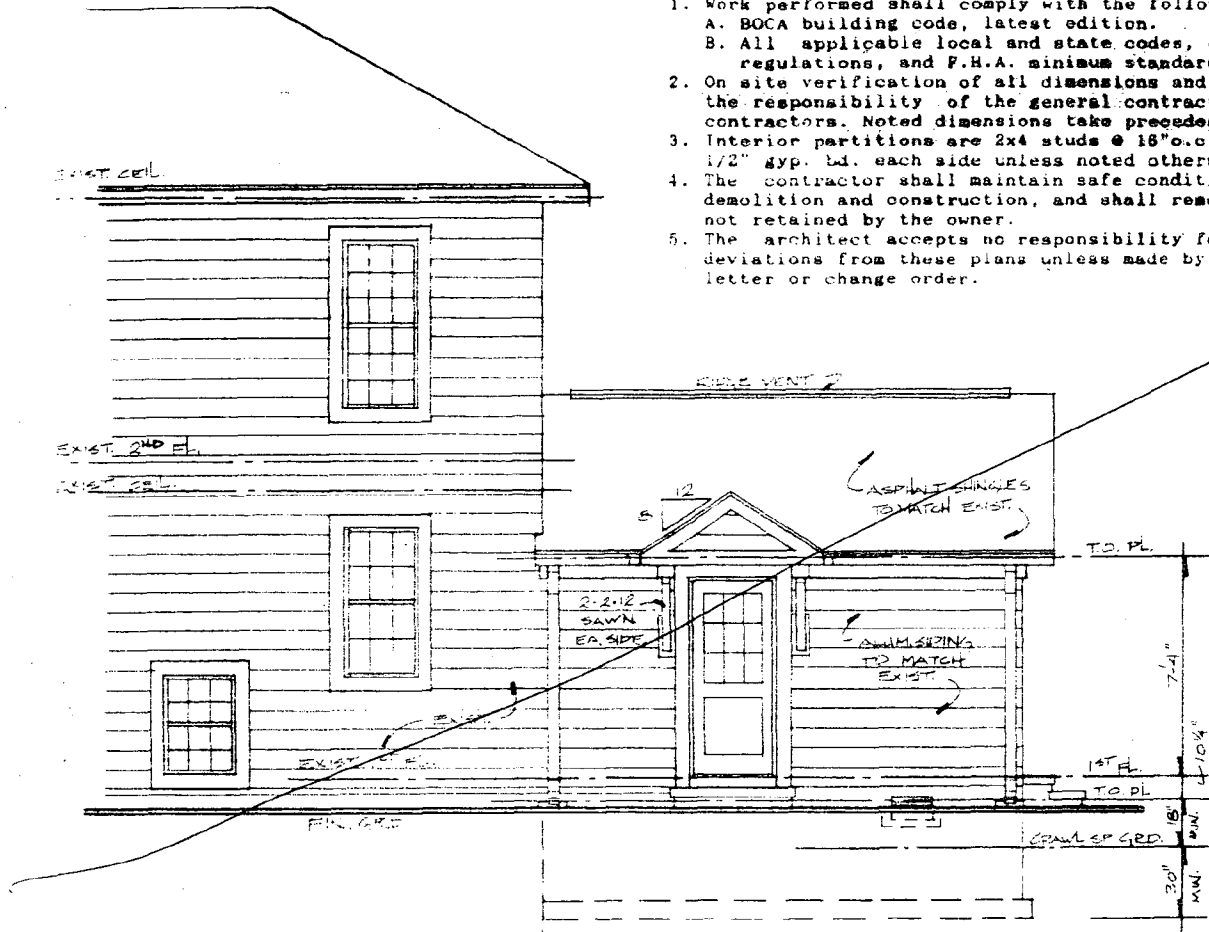 1. Work performed shall comply with the follo
A. BOCA building code, latest edition.
B. All applicable local and state codes,
regulations, and F.H.A. minimum standar
2. On site verification of all dimensions and
the responsibility of the general contrac
contractors. Noted dimensions take precede
3. Interior partitions are 2x4 studs @ 16"o.c
1/2" gyp. bd. each side unless noted other
4. The contractor shall maintain safe condit
demolition and construction, and shall rem
not retained by the owner.
5. The architect accepts no responsibility f
deviations from these plans unless made by
letter or change order.
EXIST. CEIL.
RIDGE VENT
EXIST. 2ND FL.
EXIST. CEIL.
12
8
ASPHALT SHINGLES
TO MATCH EXIST.
T.O. PL.
2-2x12
SAWN
EA. SIDE
ALUM. SIDING
TO MATCH
EXIST.
7'-4"
EXIST.
EXIST. FL.
1ST FL.
T.O. PL
FIN. GRD
18"
MIN.
CRAWL SP GRD.
30"
MIN.